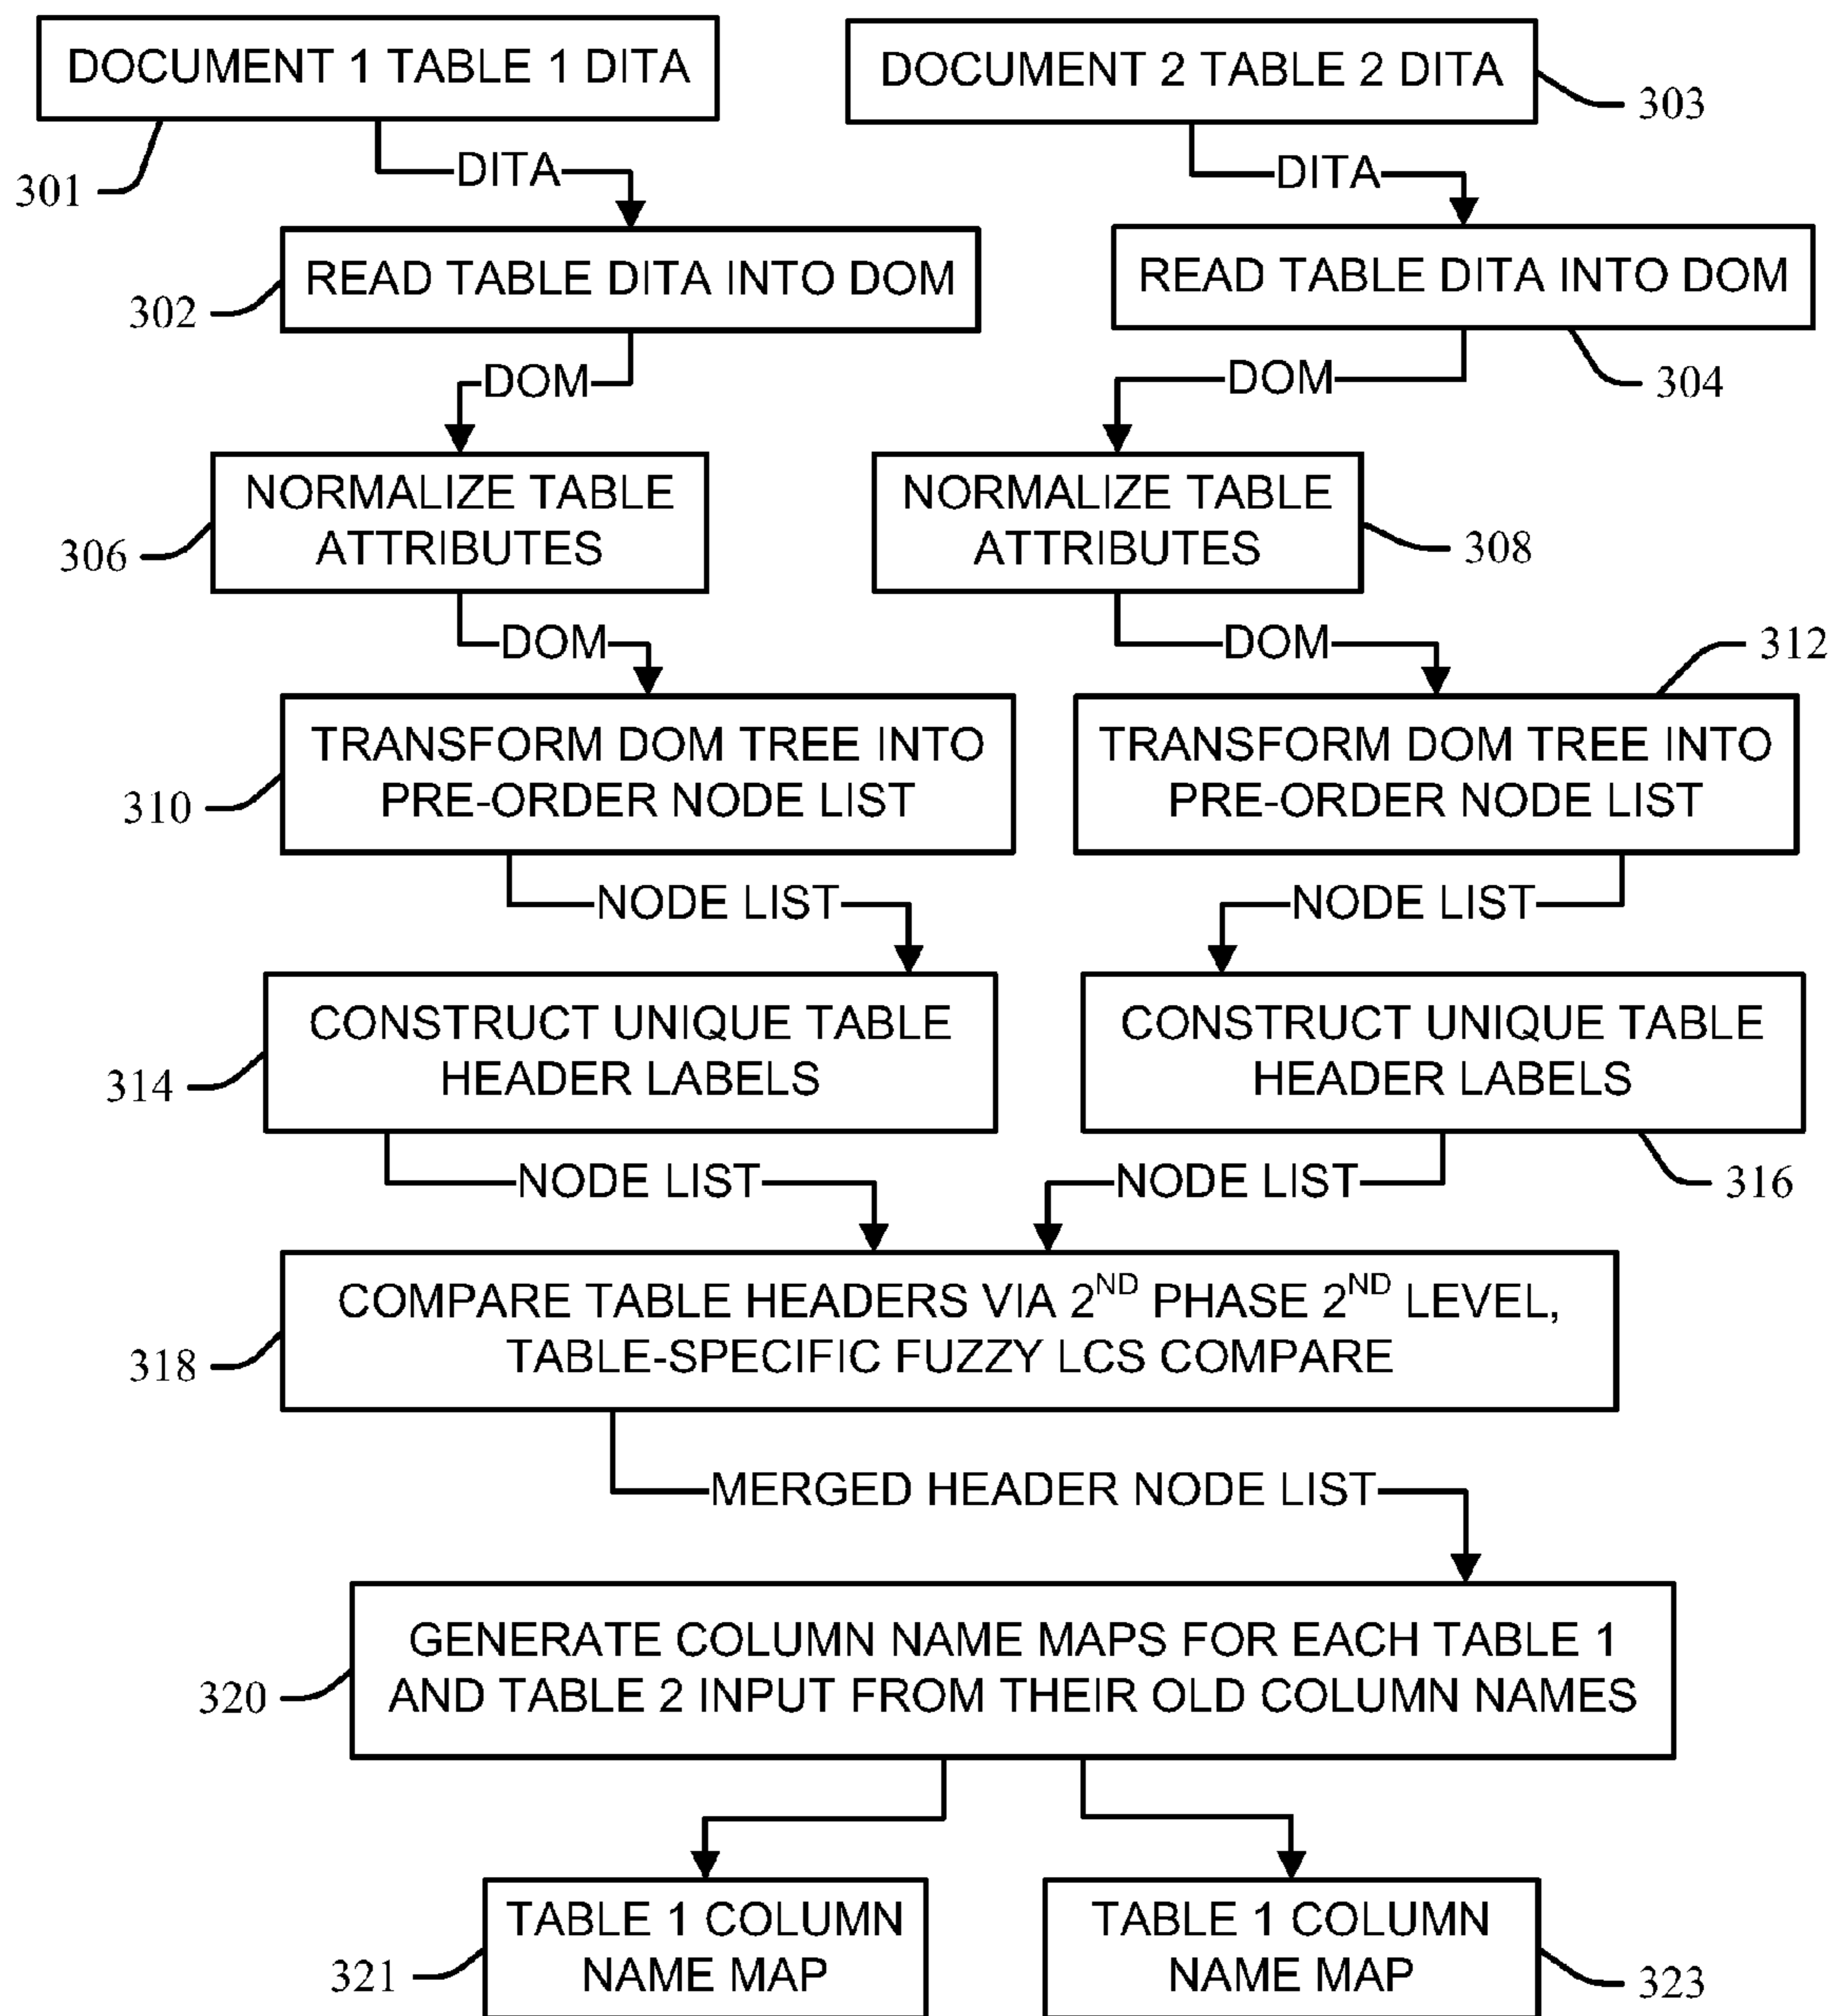 DOCUMENT 1 TABLE 1 DITA
DOCUMENT 2 TABLE 2 DITA
303
301
DITA
DITA
READ TABLE DITA INTO DOM
READ TABLE DITA INTO DOM
302
304
DOM
DOM
NORMALIZE TABLE
ATTRIBUTES
NORMALIZE TABLE
ATTRIBUTES
306
308
DOM
DOM
312
TRANSFORM DOM TREE INTO
PRE-ORDER NODE LIST
TRANSFORM DOM TREE INTO
PRE-ORDER NODE LIST
310
NODE LIST
NODE LIST
CONSTRUCT UNIQUE TABLE
HEADER LABELS
CONSTRUCT UNIQUE TABLE
HEADER LABELS
314
316
NODE LIST
NODE LIST
COMPARE TABLE HEADERS VIA 2ND PHASE 2ND LEVEL,
TABLE-SPECIFIC FUZZY LCS COMPARE
318
MERGED HEADER NODE LIST
GENERATE COLUMN NAME MAPS FOR EACH TABLE 1
AND TABLE 2 INPUT FROM THEIR OLD COLUMN NAMES
320
TABLE 1 COLUMN
NAME MAP
TABLE 1 COLUMN
NAME MAP
321
323